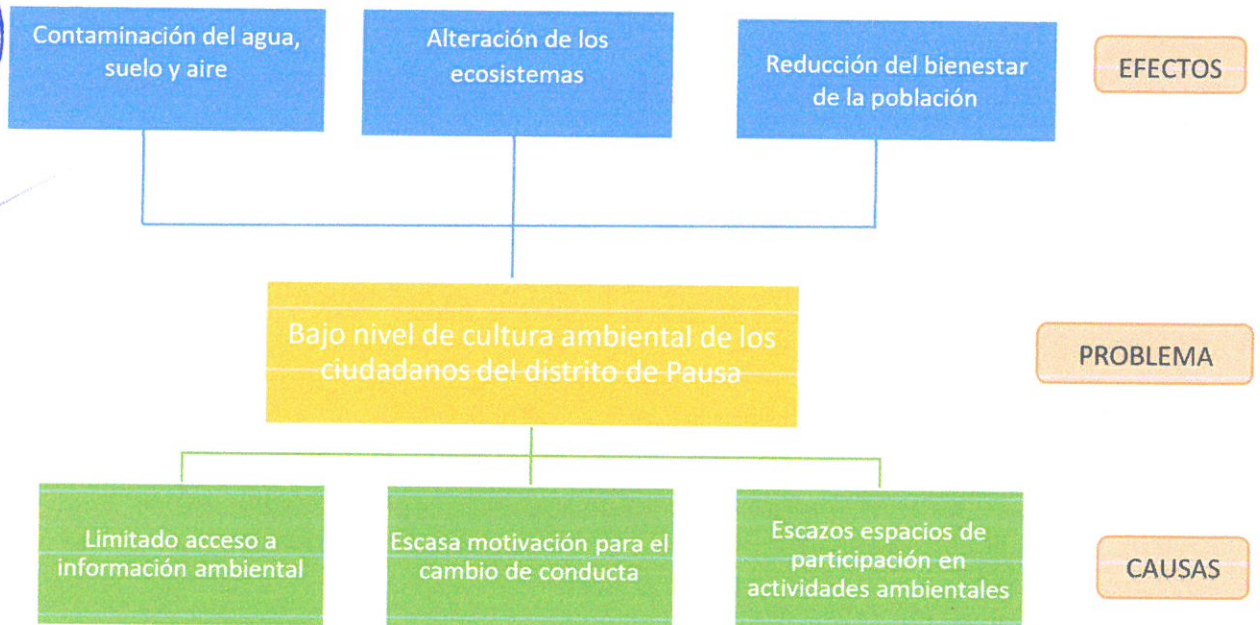 Contaminación del agua,
suelo y aire
Alteración de los
ecosistemas
Reducción del bienestar
de la población
EFECTOS
Bajo nivel de cultura ambiental de los
ciudadanos del distrito de Pausa
PROBLEMA
Limitado acceso a
información ambiental
Escasa motivación para el
cambio de conducta
Escazos espacios de
participación en
actividades ambientales
CAUSAS